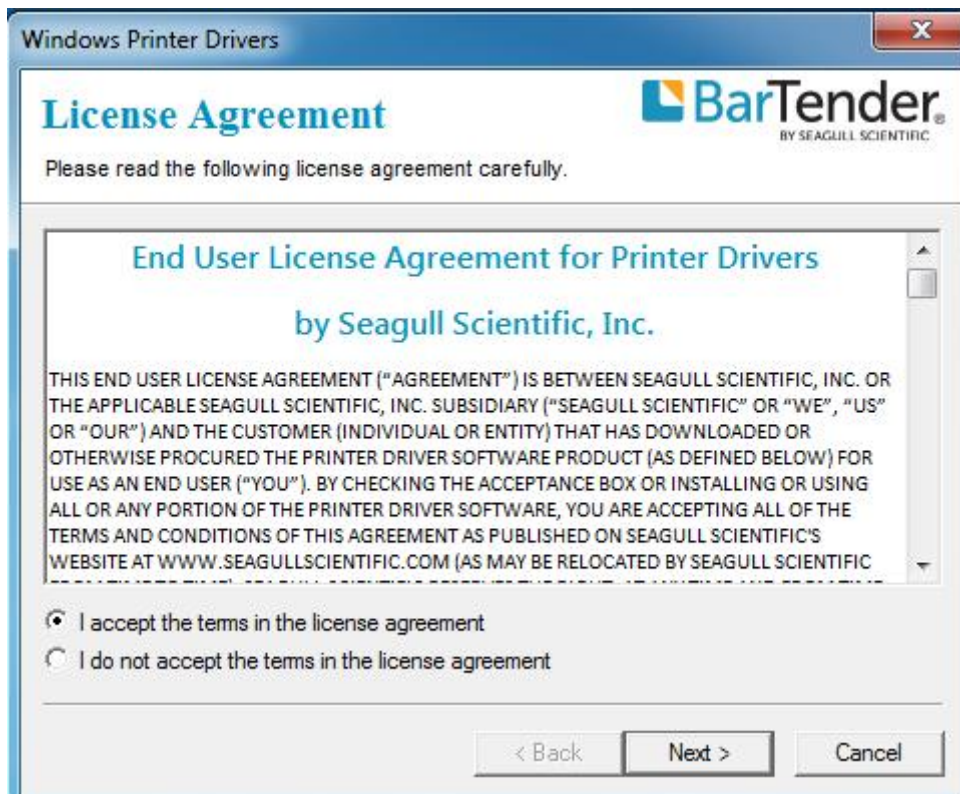 Windows Printer Drivers
License Agreement
BarTender®
BY SEAGULL SCIENTIFIC
Please read the following license agreement carefully.
End User License Agreement for Printer Drivers
by Seagull Scientific, Inc.
THIS END USER LICENSE AGREEMENT (“AGREEMENT”) IS BETWEEN SEAGULL SCIENTIFIC, INC. OR
THE APPLICABLE SEAGULL SCIENTIFIC, INC. SUBSIDIARY (“SEAGULL SCIENTIFIC” OR “WE”, “US”
OR “OUR”) AND THE CUSTOMER (INDIVIDUAL OR ENTITY) THAT HAS DOWNLOADED OR
OTHERWISE PROCURED THE PRINTER DRIVER SOFTWARE PRODUCT (AS DEFINED BELOW) FOR
USE AS AN END USER (“YOU”). BY CHECKING THE ACCEPTANCE BOX OR INSTALLING OR USING
ALL OR ANY PORTION OF THE PRINTER DRIVER SOFTWARE, YOU ARE ACCEPTING ALL OF THE
TERMS AND CONDITIONS OF THIS AGREEMENT AS PUBLISHED ON SEAGULL SCIENTIFIC'S
WEBSITE AT WWW.SEAGULLSCIENTIFIC.COM (AS MAY BE RELOCATED BY SEAGULL SCIENTIFIC
I accept the terms in the license agreement
I do not accept the terms in the license agreement
< Back
Next >
Cancel